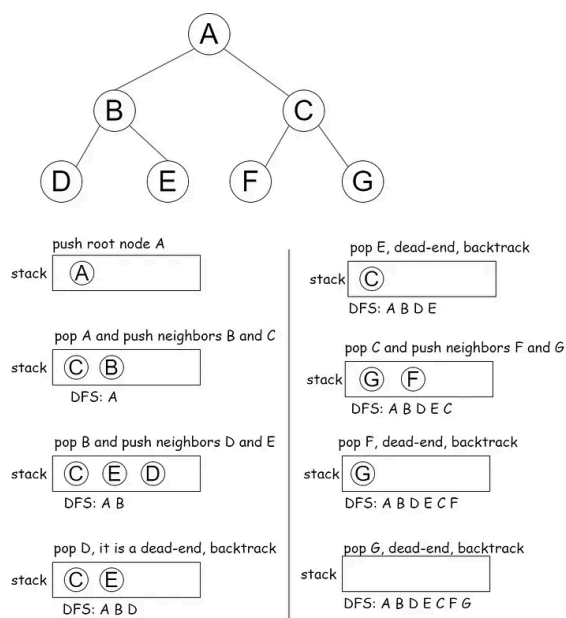 A
B C
D E F G
push root node A
stack A
pop A and push neighbors B and C
stack C B
DFS: A
pop B and push neighbors D and E
stack C E D
DFS: A B
pop D, it is a dead-end, backtrack
stack C E
DFS: A B D
pop E, dead-end, backtrack
stack C
DFS: A B D E
pop C and push neighbors F and G
stack G F
DFS: A B D E C
pop F, dead-end, backtrack
stack G
DFS: A B D E C F
pop G, dead-end, backtrack
stack
DFS: A B D E C F G